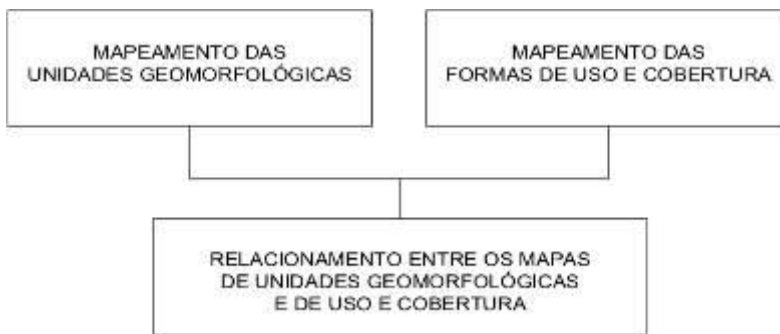 MAPEAMENTO DAS
UNIDADES GEOMORFOLÓGICAS
MAPEAMENTO DAS
FORMAS DE USO E COBERTURA
RELACIONAMENTO ENTRE OS MAPAS
DE UNIDADES GEOMORFOLÓGICAS
E DE USO E COBERTURA